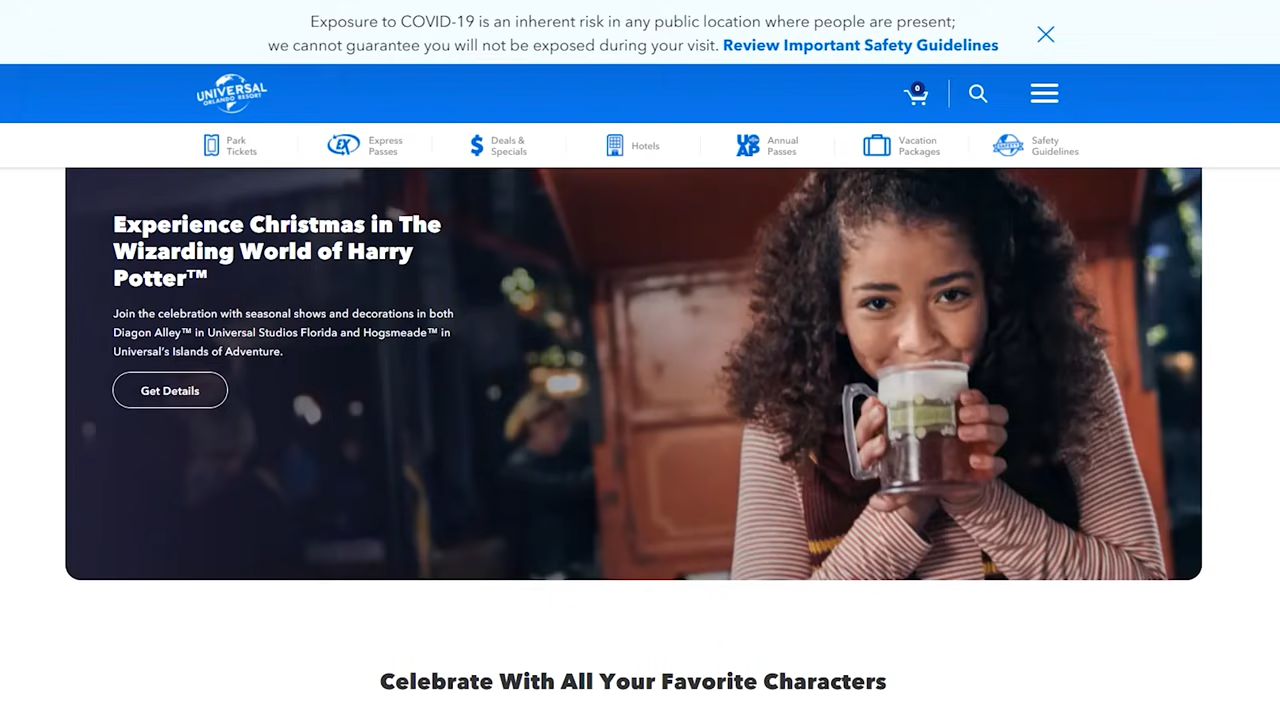 Exposure to COVID-19 is an inherent risk in any public location where people are present;
we cannot guarantee you will not be exposed during your visit. Review Important Safety Guidelines
UNIVERSAL
ORLANDO RESORT
0
Park
Tickets
EX
Express
Passes
$
Deals &
Specials
Hotels
UOAP
Annual
Passes
Vacation
Packages
SAFETY
Safety
Guidelines
Experience Christmas in The
Wizarding World of Harry
Potter™
Join the celebration with seasonal shows and decorations in both
Diagon Alley™ in Universal Studios Florida and Hogsmeade™ in
Universal's Islands of Adventure.
Get Details
Celebrate With All Your Favorite Characters